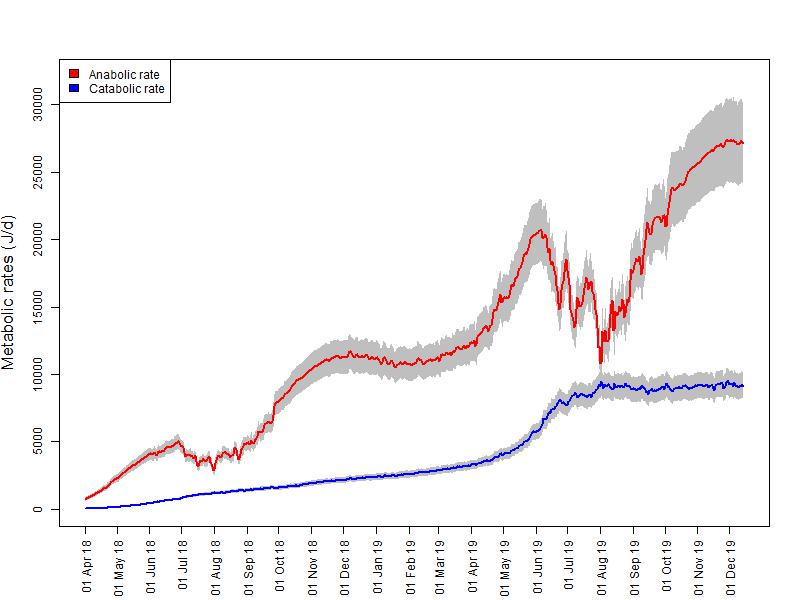 Anabolic rate
Catabolic rate
Metabolic rates (J/d)
30000
25000
20000
15000
10000
5000
0
01 Apr 18
01 May 18
01 Jun 18
01 Jul 18
01 Aug 18
01 Sep 18
01 Oct 18
01 Nov 18
01 Dec 18
01 Jan 19
01 Feb 19
01 Mar 19
01 Apr 19
01 May 19
01 Jun 19
01 Jul 19
01 Aug 19
01 Sep 19
01 Oct 19
01 Nov 19
01 Dec 19